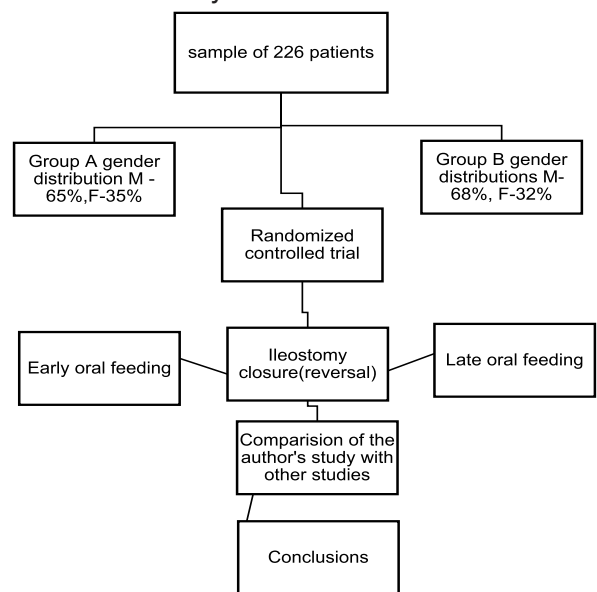 sample of 226 patients
Group A gender
distribution M -
65%,F-35%
Group B gender
distributions M-
68%, F-32%
Randomized
controlled trial
Early oral feeding
Ileostomy
closure(reversal)
Late oral feeding
Comparision of the
author's study with
other studies
Conclusions